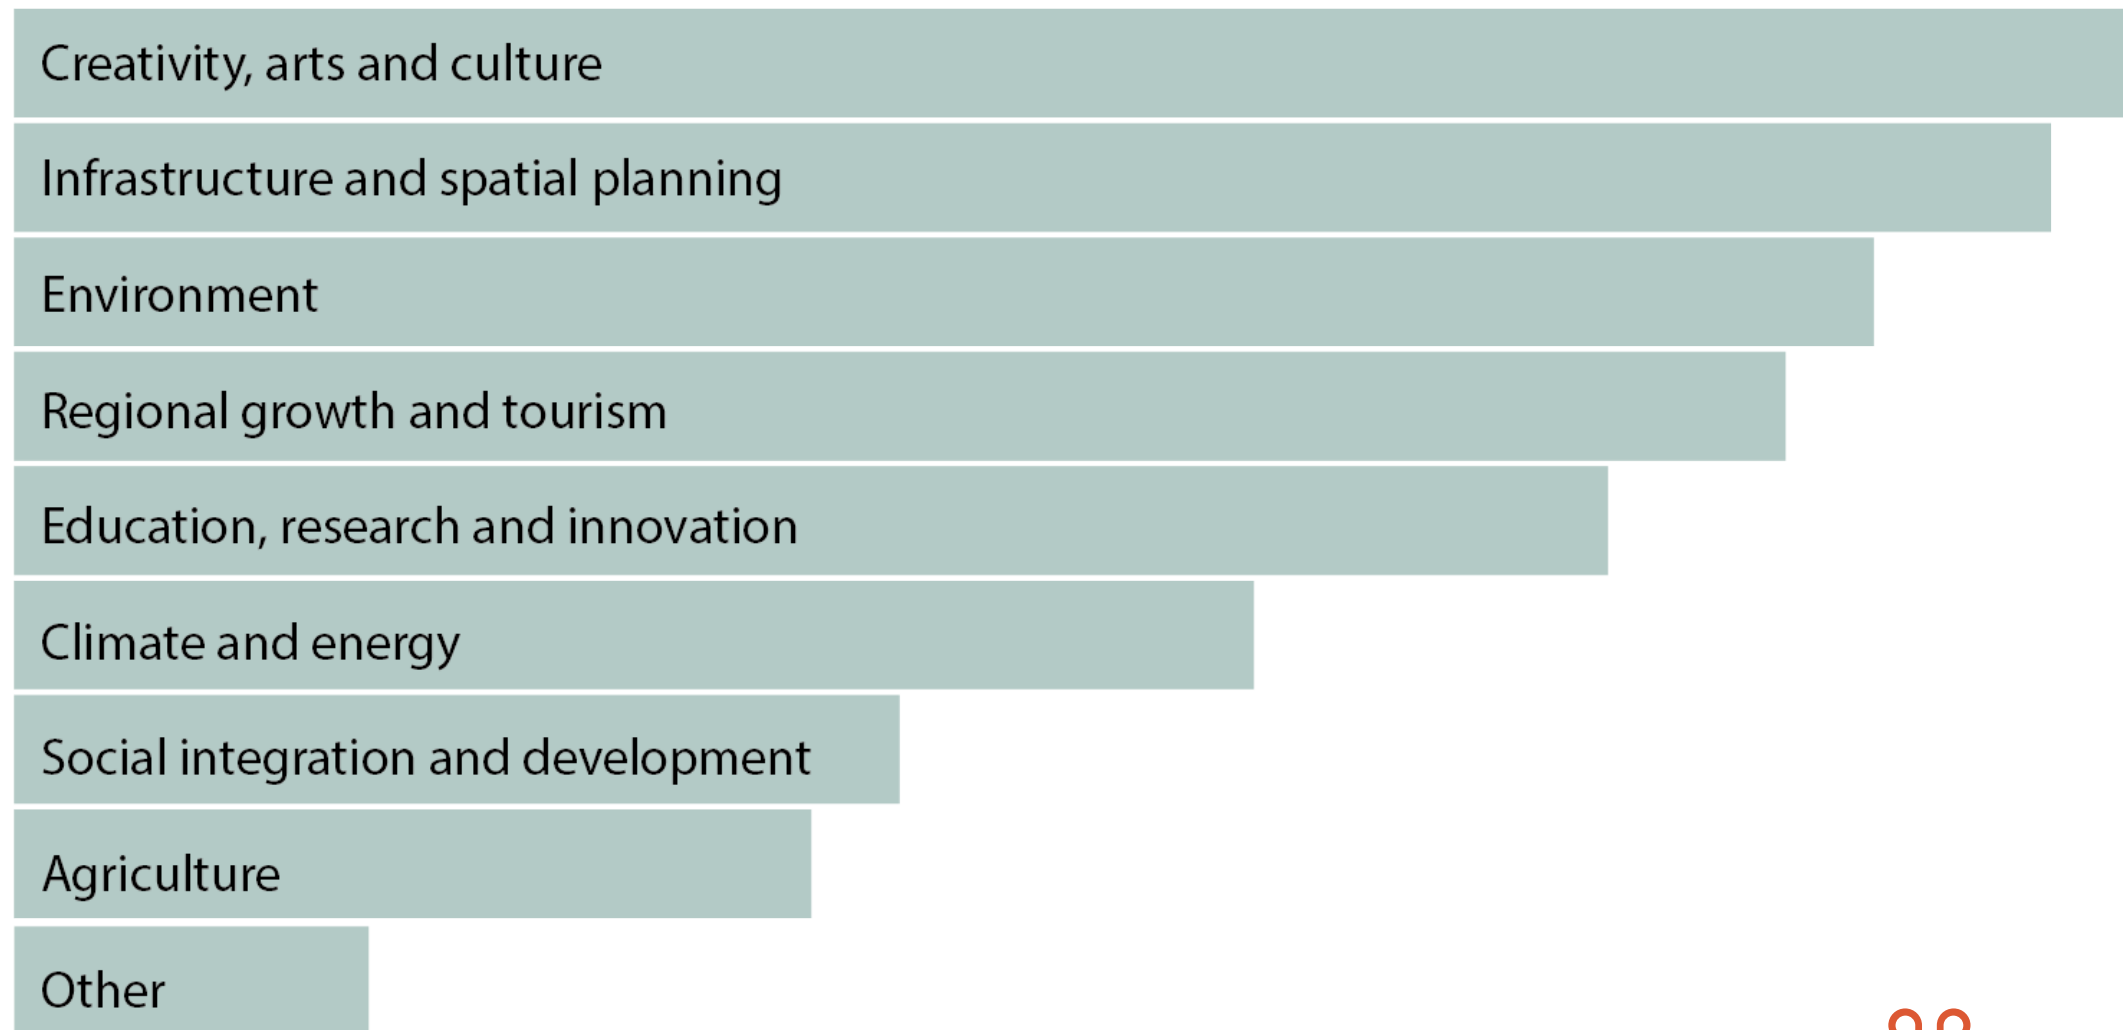 Creativity, arts and culture
Infrastructure and spatial planning
Environment
Regional growth and tourism
Education, research and innovation
Climate and energy
Social integration and development
Agriculture
Other